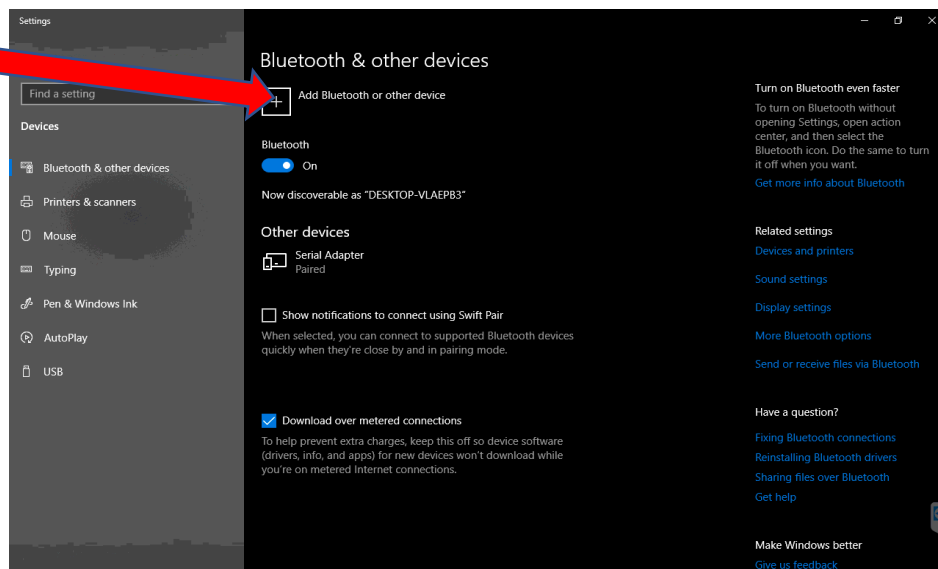 Settings
Find a setting
Devices
Bluetooth & other devices
Printers & scanners
Mouse
Typing
Pen & Windows Ink
AutoPlay
USB
Bluetooth & other devices
Add Bluetooth or other device
Bluetooth
On
Now discoverable as "DESKTOP-VLAEPB3"
Other devices
Serial Adapter
Paired
Show notifications to connect using Swift Pair
When selected, you can connect to supported Bluetooth devices
quickly when they're close by and in pairing mode.
Download over metered connections
To help prevent extra charges, keep this off so device software
(drivers, info, and apps) for new devices won't download while
you're on metered Internet connections.
Turn on Bluetooth even faster
To turn on Bluetooth without
opening Settings, open action
center, and then select the
Bluetooth icon. Do the same to turn
it off when you want.
Get more info about Bluetooth
Related settings
Devices and printers
Sound settings
Display settings
More Bluetooth options
Send or receive files via Bluetooth
Have a question?
Fixing Bluetooth connections
Reinstalling Bluetooth drivers
Sharing files over Bluetooth
Get help
Make Windows better
Give us feedback